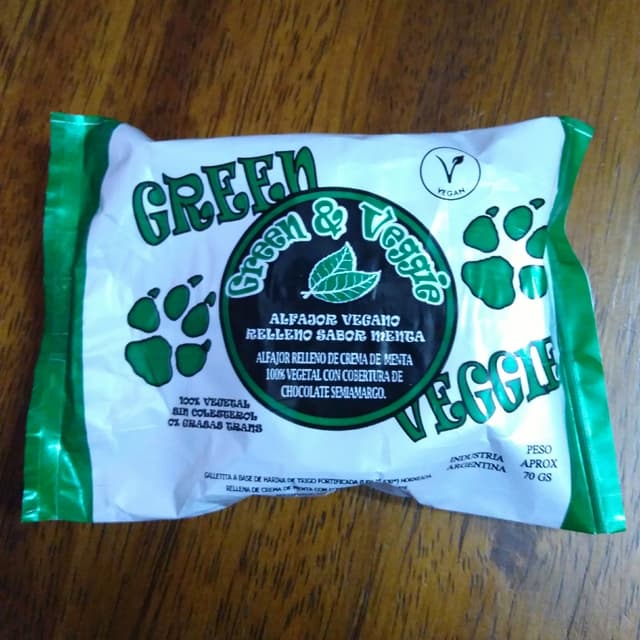 GREEN
VEGAN
Green & Veggie
ALFAJOR VEGANO
RELLENO SABOR MENTA
ALFAJOR RELLENO DE CREMA DE MENTA
100% VEGETAL CON COBERTURA DE
CHOCOLATE SEMIAMARGO.
VEGGIE
100% VEGETAL
SIN COLESTEROL
0% GRASAS TRANS
INDUSTRIA
ARGENTINA
PESO
APROX
70 GS
GALLETITA A BASE DE HARINA DE TRIGO FORTIFICADA
RELLENA DE CREMA DE MENTA CON